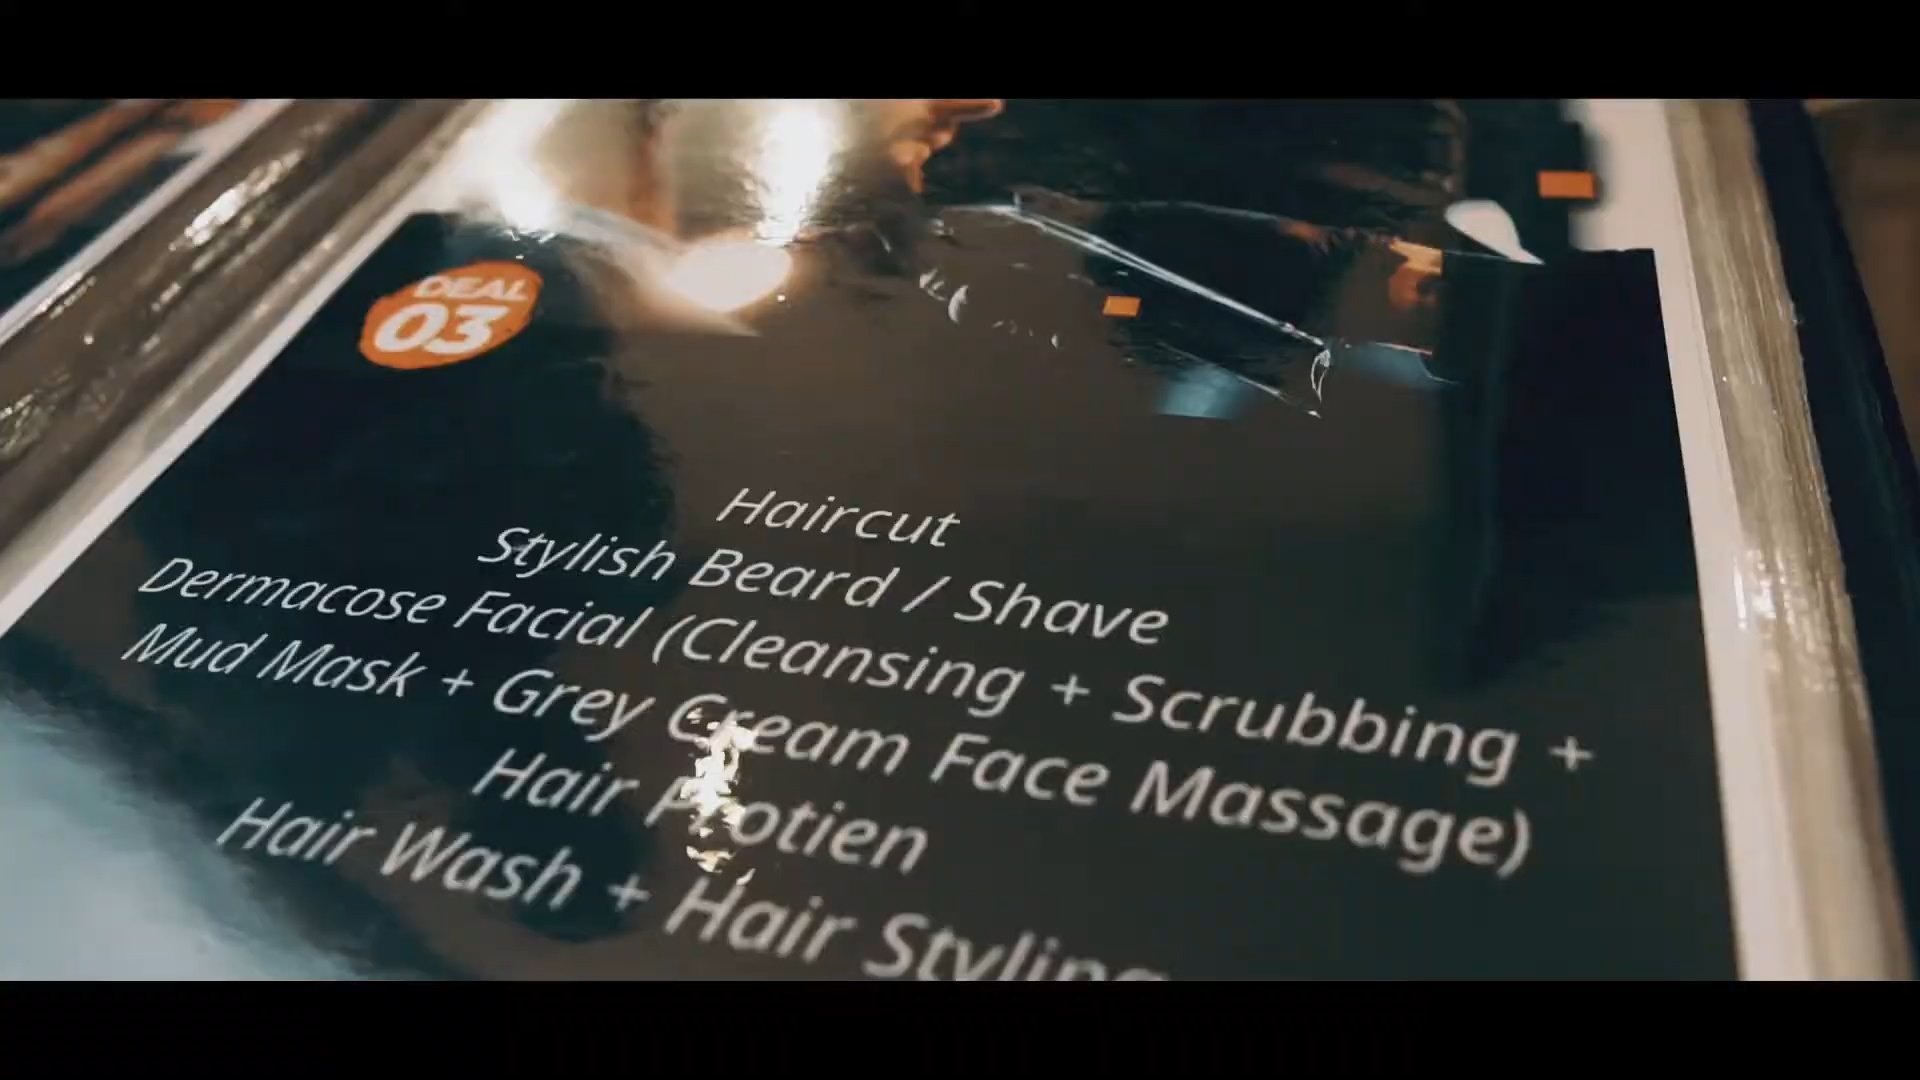 DEAL
03
Haircut
Stylish Beard / Shave
Dermacose Facial (Cleansing + Scrubbing +
Mud Mask + Grey Cream Face Massage)
Hair Protien
Hair Wash + Hair Styling